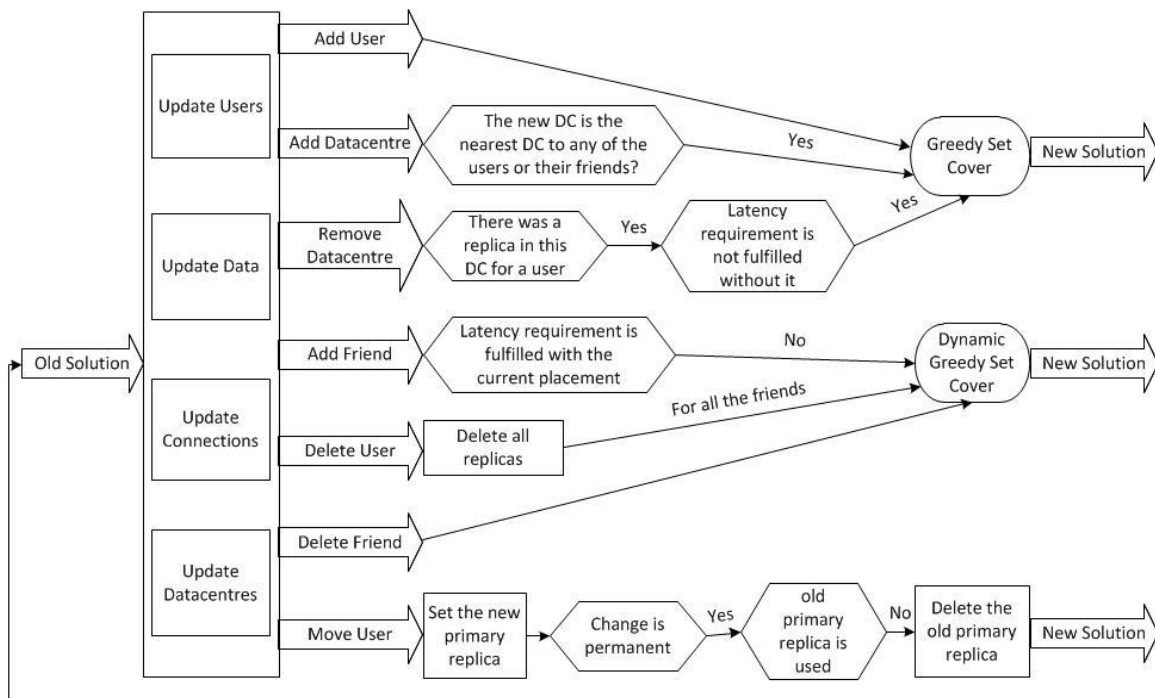 Add User
Update Users
Add Datacentre
The new DC is the
nearest DC to any of the
users or their friends?
Yes
Greedy Set
Cover
New Solution
Update Data
Remove
Datacentre
There was a
replica in this
DC for a user
Yes
Latency
requirement is
not fulfilled
without it
Yes
Old Solution
Add Friend
Latency requirement is
fulfilled with the
current placement
No
Dynamic
Greedy Set
Cover
New Solution
Update
Connections
Delete User
Delete all
replicas
For all the friends
Delete Friend
Update
Datacentres
Move User
Set the new
primary
replica
Change is
permanent
Yes
old
primary
replica is
used
No
Delete the
old primary
replica
New Solution